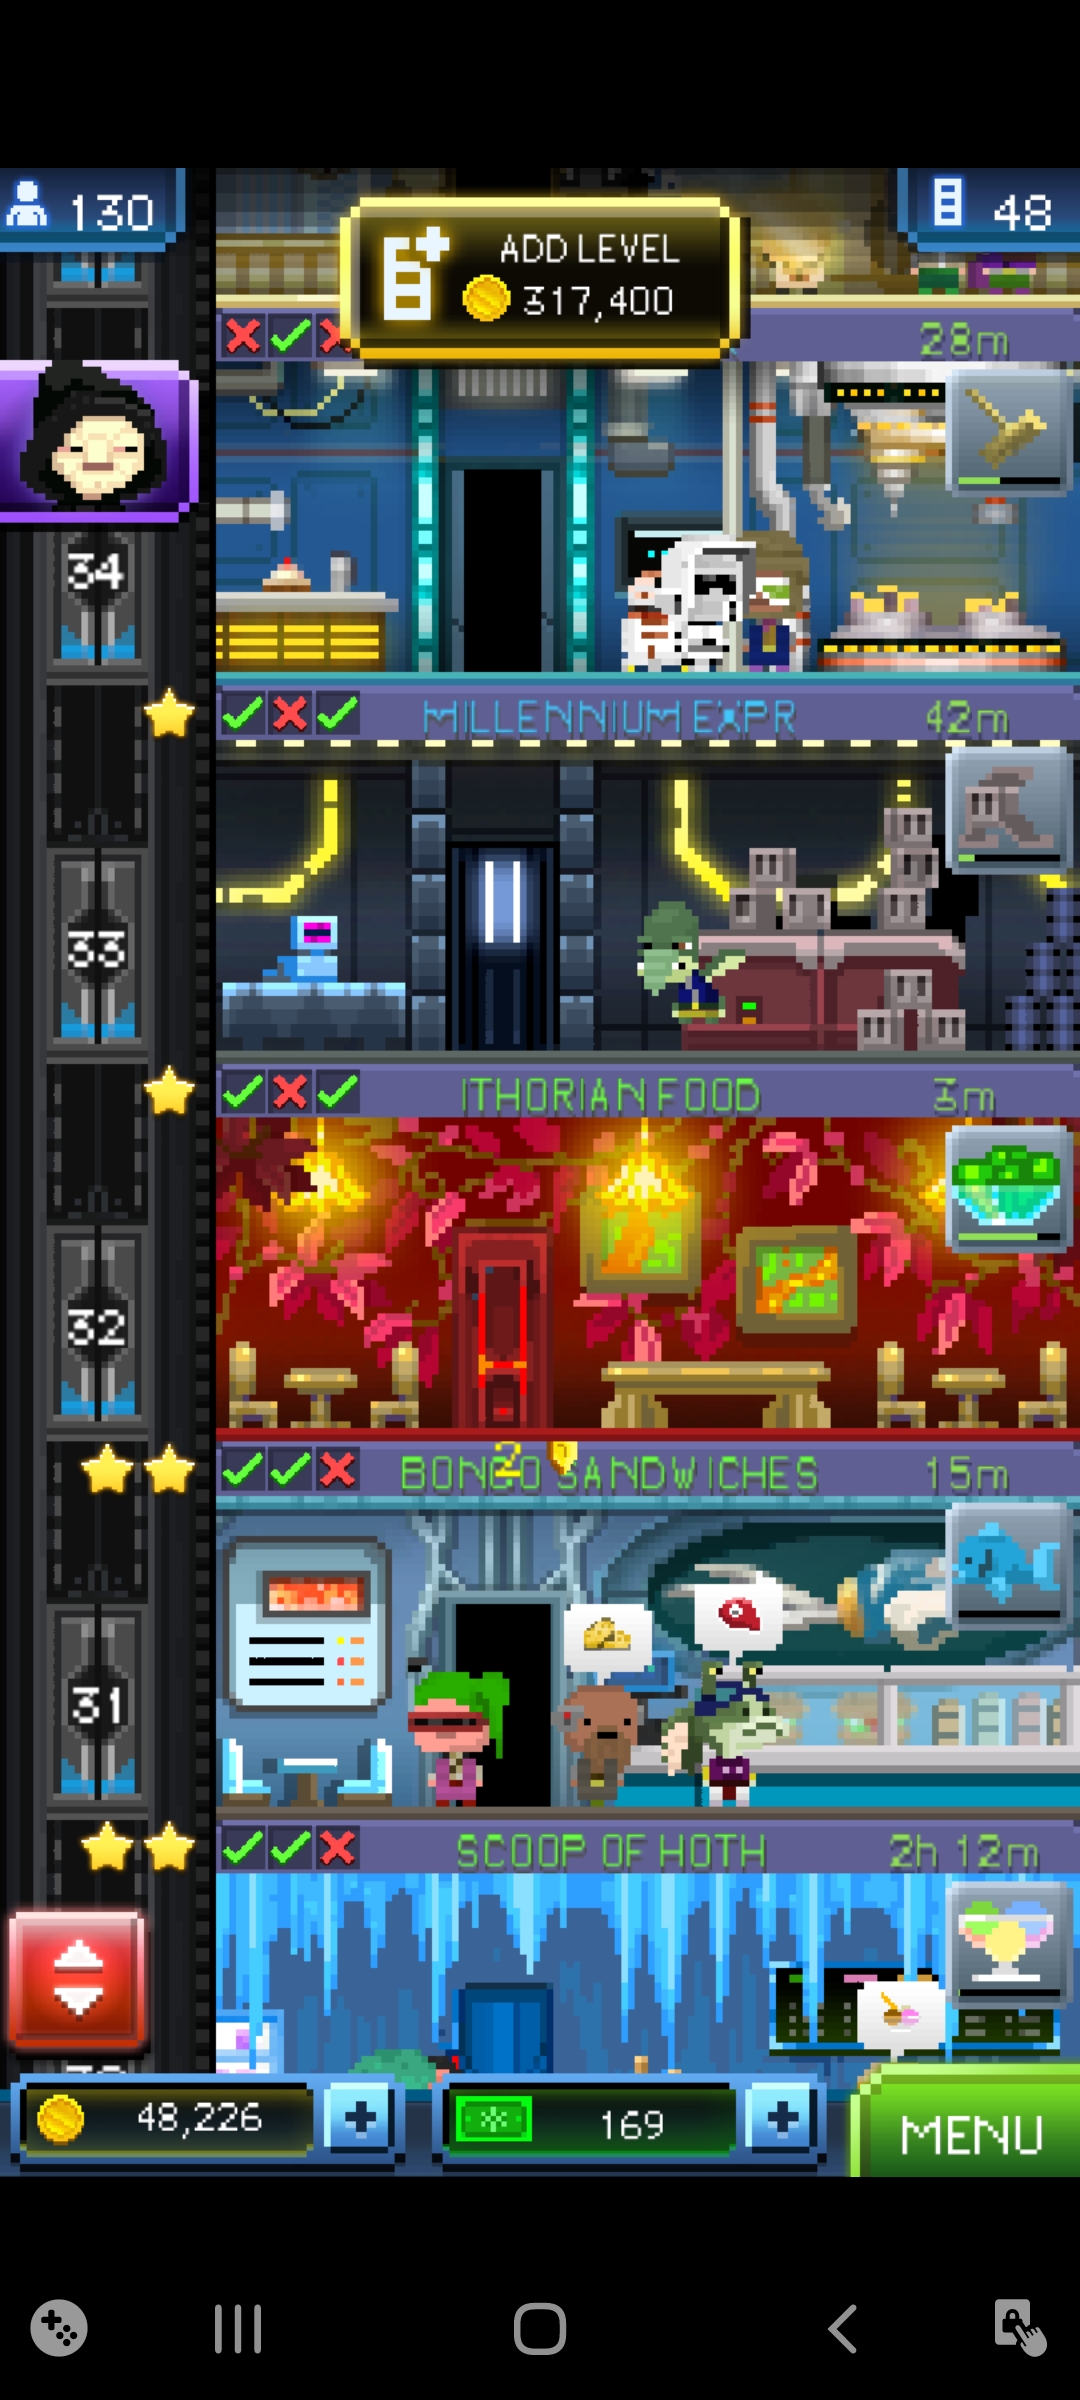 130
48
ADD LEVEL
317,400
28m
34
MILLENNIUM EXPR
42m
33
ITHORIAN FOOD
3m
32
2
BONGO SANDWICHES
15m
31
SCOOP OF HOTH
2h 12m
48,226
169
MENU